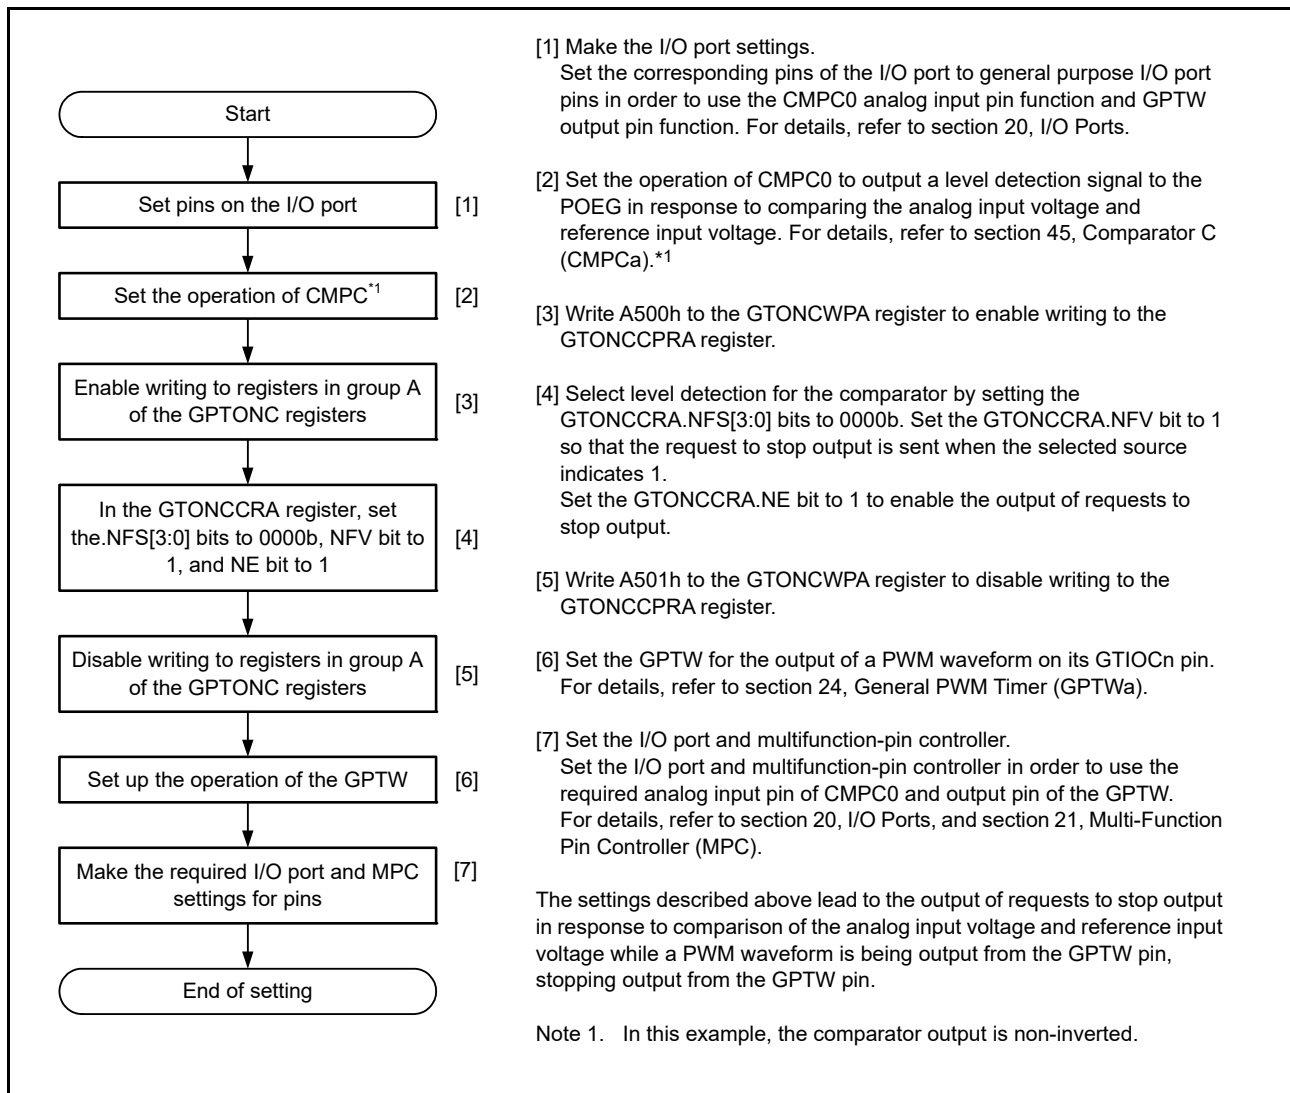 Start
Set pins on the I/O port
[1]
Set the operation of CMPC*1
[2]
Enable writing to registers in group A
of the GPTONC registers
[3]
In the GTONCCRA register, set
the.NFS[3:0] bits to 0000b, NFV bit to
1, and NE bit to 1
[4]
Disable writing to registers in group A
of the GPTONC registers
[5]
Set up the operation of the GPTW
[6]
Make the required I/O port and MPC
settings for pins
[7]
End of setting
[1] Make the I/O port settings.
Set the corresponding pins of the I/O port to general purpose I/O port
pins in order to use the CMPC0 analog input pin function and GPTW
output pin function. For details, refer to section 20, I/O Ports.
[2] Set the operation of CMPC0 to output a level detection signal to the
POEG in response to comparing the analog input voltage and
reference input voltage. For details, refer to section 45, Comparator C
(CMPCa).*1
[3] Write A500h to the GTONCWPA register to enable writing to the
GTONCCPRA register.
[4] Select level detection for the comparator by setting the
GTONCCRA.NFS[3:0] bits to 0000b. Set the GTONCCRA.NFV bit to 1
so that the request to stop output is sent when the selected source
indicates 1.
Set the GTONCCRA.NE bit to 1 to enable the output of requests to
stop output.
[5] Write A501h to the GTONCWPA register to disable writing to the
GTONCCPRA register.
[6] Set the GPTW for the output of a PWM waveform on its GTIOCn pin.
For details, refer to section 24, General PWM Timer (GPTWa).
[7] Set the I/O port and multifunction-pin controller.
Set the I/O port and multifunction-pin controller in order to use the
required analog input pin of CMPC0 and output pin of the GPTW.
For details, refer to section 20, I/O Ports, and section 21, Multi-Function
Pin Controller (MPC).
The settings described above lead to the output of requests to stop output
in response to comparison of the analog input voltage and reference input
voltage while a PWM waveform is being output from the GPTW pin,
stopping output from the GPTW pin.
Note 1. In this example, the comparator output is non-inverted.